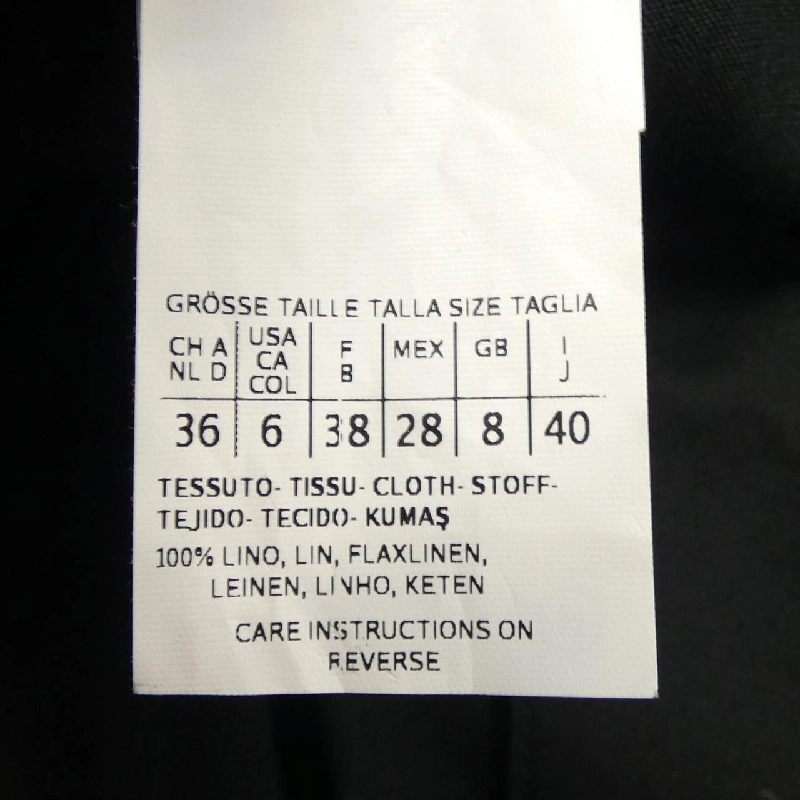 GRÖSSE TAILLE TALLA SIZE TAGLIA
CH A NL D
USA CA COL
F B
MEX
GB
I J
36 6 38 28 8 40
TESSUTO- TISSU- CLOTH- STOFF-
TEJIDO- TECIDO- KUMAŞ
100% LINO, LIN, FLAXLINEN,
LEINEN, LINHO, KETEN
CARE INSTRUCTIONS ON
REVERSE